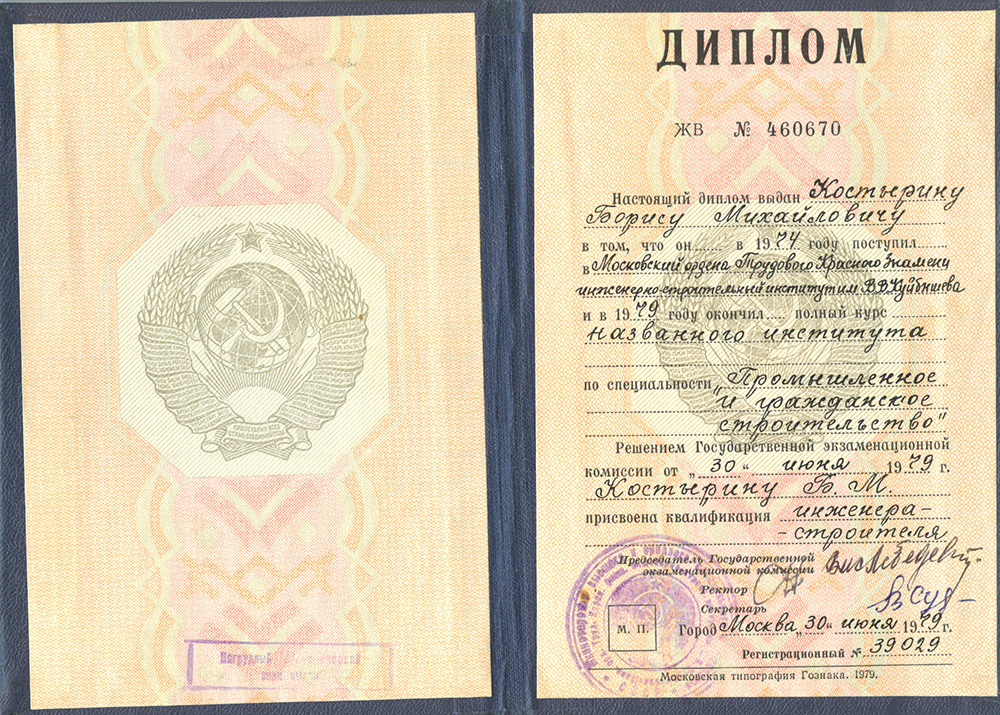 ДИПЛОМ
ЖВ № 460670
Настоящий диплом выдан Костырину
Борису Михайловичу
в том, что он в 1974 году поступил
в Московский ордена Трудового Красного Знамени
инженерно-строительный институт им. В.В.Куйбышева
и в 1979 году окончил полный курс
названного института
по специальности „Промышленное
и гражданское
строительство"
Решением Государственной экзаменационной
комиссии от „30" июня 1979 г.
Костырину Б. М.
присвоена квалификация инженера-
-строителя
Председатель Государственной
экзаменационной комиссии
Ректор
Секретарь
М. П.
Город Москва „30" июня 1979 г.
Регистрационный № 39029
Московская типография Гознака. 1979.
Нагрудный
знак выдан